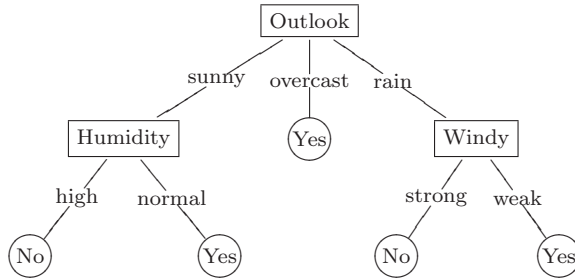 Outlook
sunny overcast rain
Humidity Yes Windy
high normal strong weak
No Yes No Yes